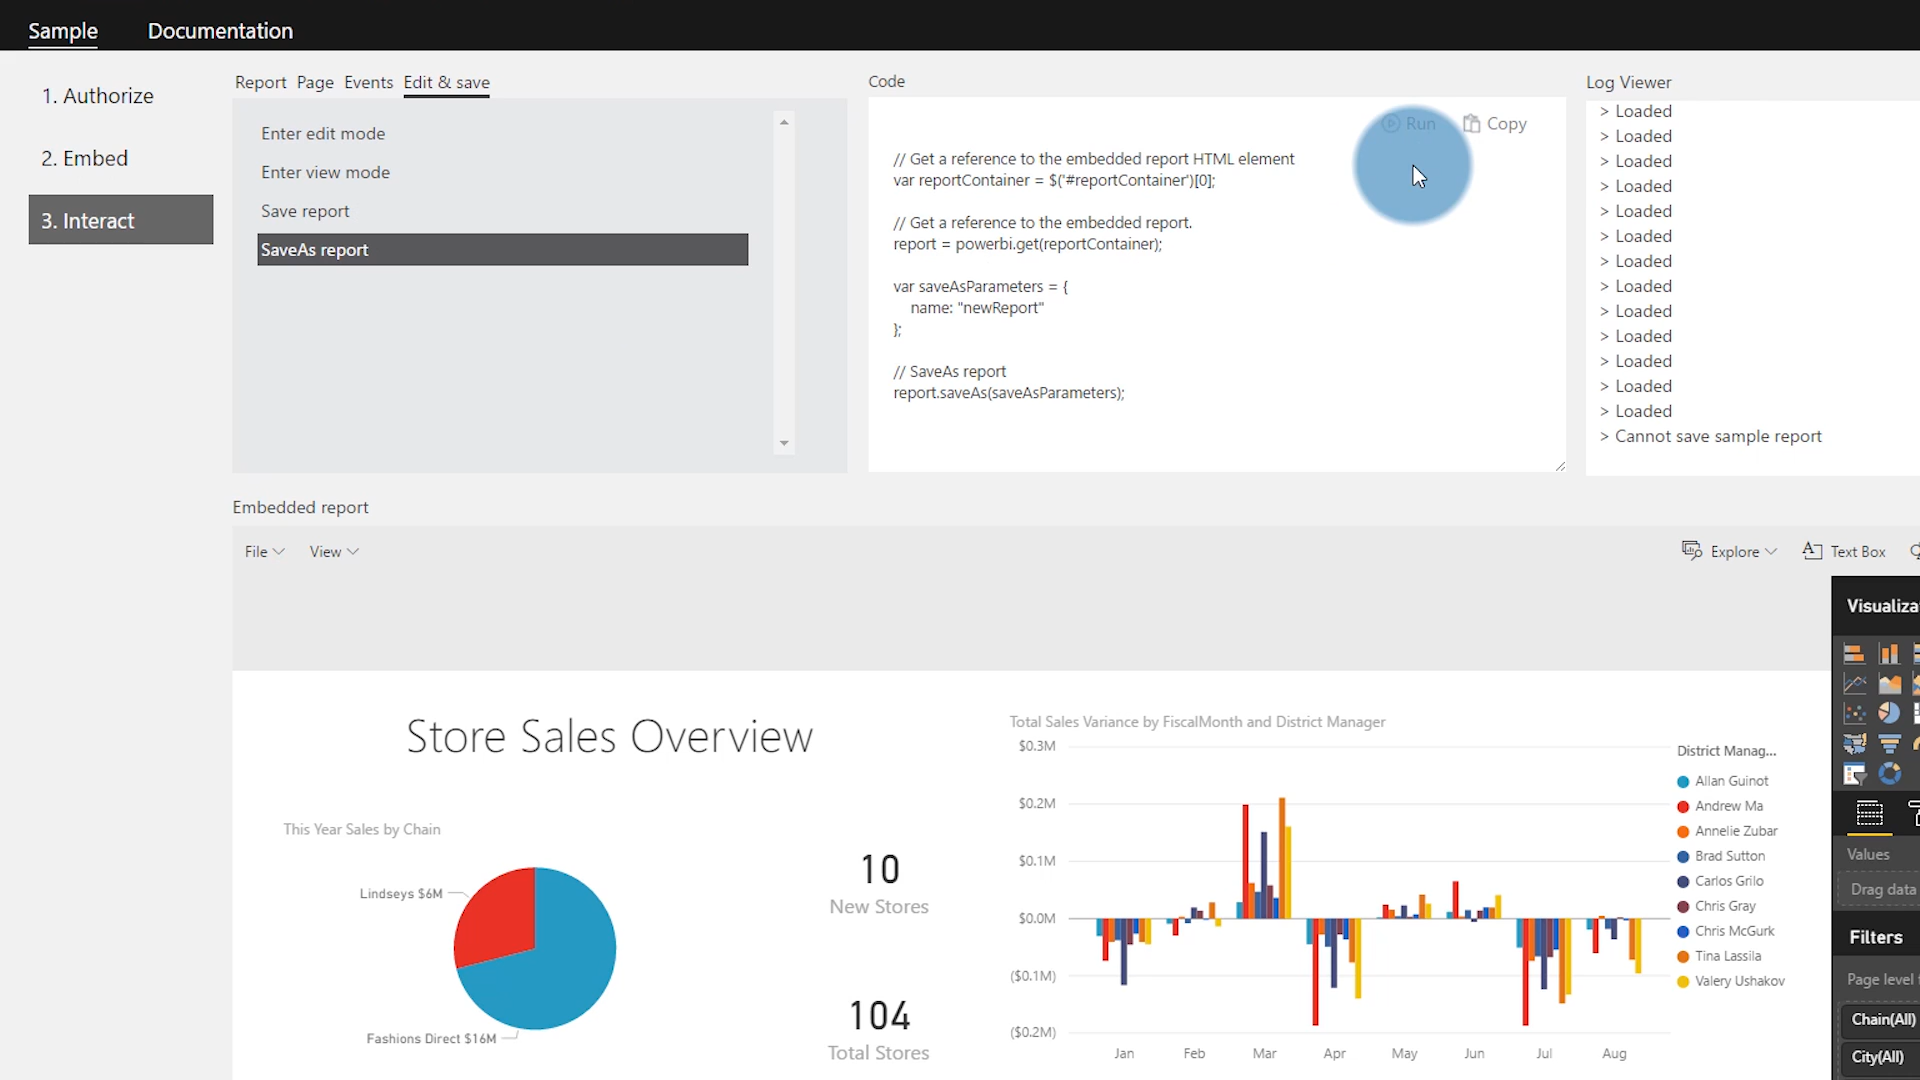 Sample Documentation
1. Authorize
2. Embed
3. Interact
Report Page Events Edit & save
Enter edit mode
Enter view mode
Save report
SaveAs report
Code
Run Copy
// Get a reference to the embedded report HTML element
var reportContainer = $('#reportContainer')[0];
// Get a reference to the embedded report.
report = powerbi.get(reportContainer);
var saveAsParameters = {
name: "newReport"
};
// SaveAs report
report.saveAs(saveAsParameters);
Log Viewer
> Loaded
> Loaded
> Loaded
> Loaded
> Loaded
> Loaded
> Loaded
> Loaded
> Loaded
> Loaded
> Loaded
> Loaded
> Loaded
> Cannot save sample report
Embedded report
File View Explore Text Box
Store Sales Overview
This Year Sales by Chain
Lindseys $6M
Fashions Direct $16M
10
New Stores
104
Total Stores
Total Sales Variance by FiscalMonth and District Manager
$0.3M
$0.2M
$0.1M
$0.0M
($0.1M)
($0.2M)
Jan Feb Mar Apr May Jun Jul Aug
District Manag...
Allan Guinot
Andrew Ma
Annelie Zubar
Brad Sutton
Carlos Grilo
Chris Gray
Chris McGurk
Tina Lassila
Valery Ushakov
Visualiza
Values
Drag data
Filters
Page level
Chain(All)
City(All)